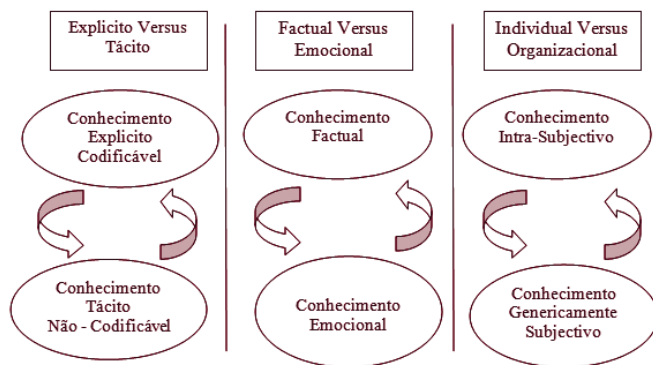 Explicito Versus
Tácito
Conhecimento
Explicito
Codificável
Conhecimento
Tácito
Não - Codificável
Factual Versus
Emocional
Conhecimento
Factual
Conhecimento
Emocional
Individual Versus
Organizacional
Conhecimento
Intra-Subjectivo
Conhecimento
Genericamente
Subjectivo